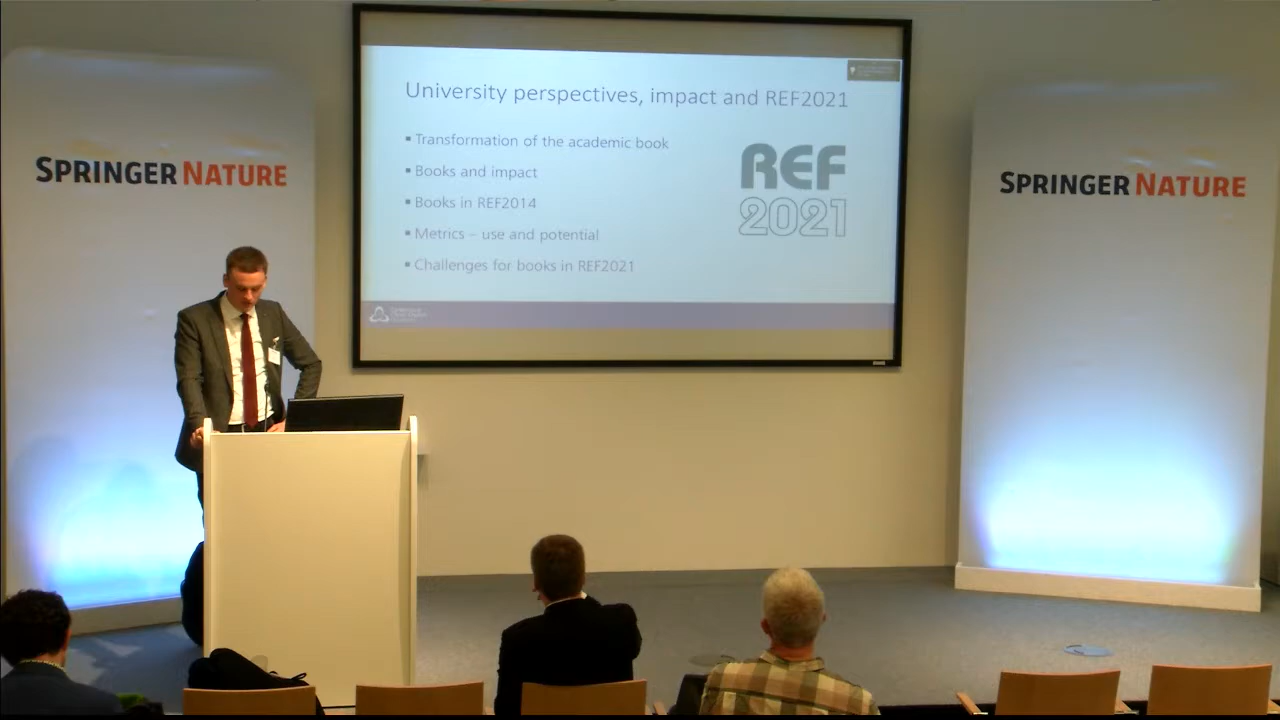 University perspectives, impact and REF2021
▪ Transformation of the academic book
▪ Books and impact
▪ Books in REF2014
▪ Metrics – use and potential
▪ Challenges for books in REF2021
REF
2021
SPRINGER NATURE
SPRINGER NATURE